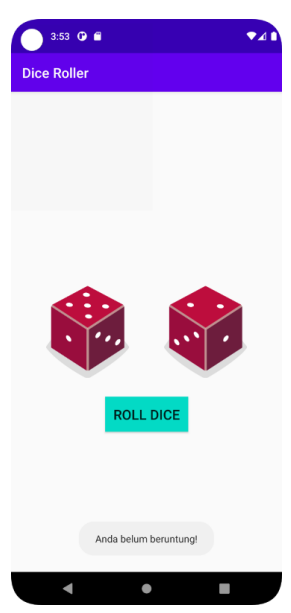 3:53
Dice Roller
ROLL DICE
Anda belum beruntung!